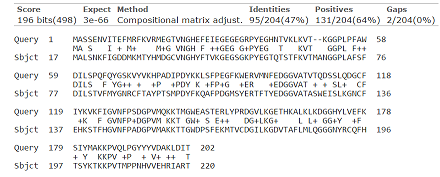 Score Expect Method Identities Positives Gaps
196 bits(498) 3e-66 Compositional matrix adjust. 95/204(47%) 131/204(64%) 2/204(0%)
Query 1 MASSENVITEFMRFKVRMEGTVNGHEFEIEGEGEGRPYEGHNTVKLKVT--KGGPLPFAW 58
MA S I + M+ M+G VNGH F ++GEG G+PYEG T KVT GGPL F++
Sbjct 17 MALSNKFIGDDMKMTYHMDGCVNGHYFTVKGEGSGKPYEGTQTSTFKVTMANGGPLAFSF 76
Query 59 DILSPQFQYGSKVYVKHPADIPDYKKLSFPEGFKWERVMNFEDGGVATVTQDSSLQDGCF 118
DILS F YG++ + +P +PDY K +FP+G +ER +EDGGVAT + + SL+ CF
Sbjct 77 DILSTVFMYGNRCFTAYPTSMPDYFKQAFPDGMSYERTFTYEDGGVATASWEISLKGNCF 136
Query 119 IYKVKFIGVNFPSDGPVMQKKTMGWEASTERLYPRDGVLKGETHKALKLKDGGHYLVEFK 178
+K F GVNFP+DGPVM KKT GW+ S E++ DG+LKG+ L L+ GG+Y +F
Sbjct 137 EHKSTFHGVNFPADGPVMAKKTTGWDPSFEKMTVCDGILKGDVTAFLMLQGGGNYRCQFH 196
Query 179 SIYMAKKPVQLPGYYYVDAKLDIT 202
+ Y KKPV +P + V+ ++ T
Sbjct 197 TSYKTKKPVTMPPNHVVEHRIART 220